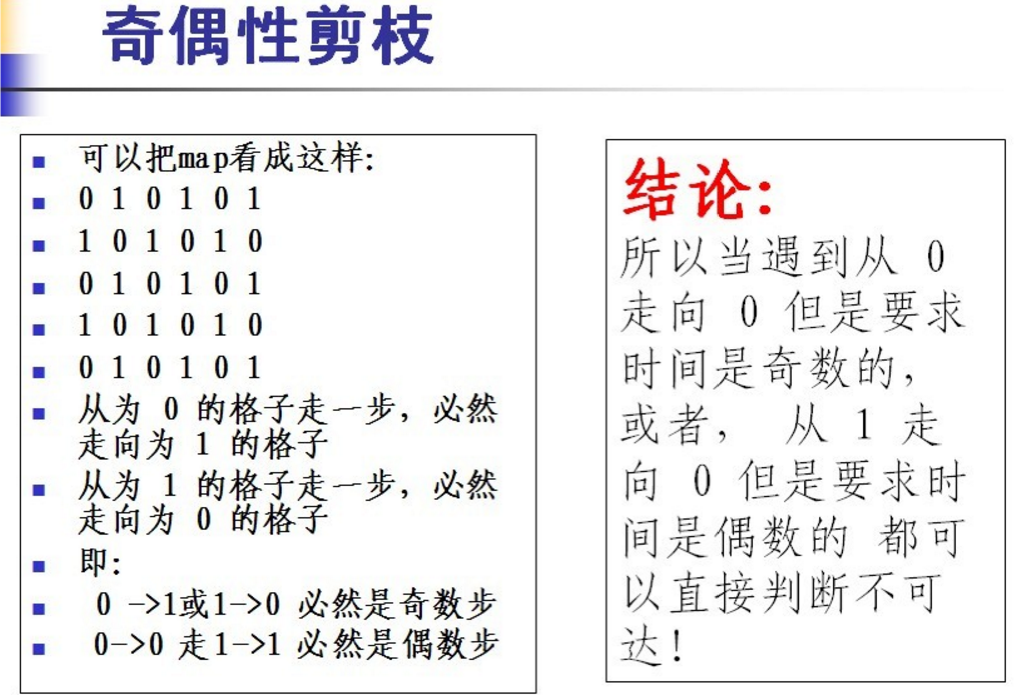 奇偶性剪枝
可以把map看成这样:
0 1 0 1 0 1
1 0 1 0 1 0
0 1 0 1 0 1
1 0 1 0 1 0
0 1 0 1 0 1
从为 0 的格子走一步, 必然
走向为 1 的格子
从为 1 的格子走一步, 必然
走向为 0 的格子
即:
0 ->1或1->0 必然是奇数步
0->0 走1->1 必然是偶数步
结论:
所以当遇到从 0
走向 0 但是要求
时间是奇数的,
或者, 从 1 走
向 0 但是要求时
间是偶数的 都可
以直接判断不可
达!